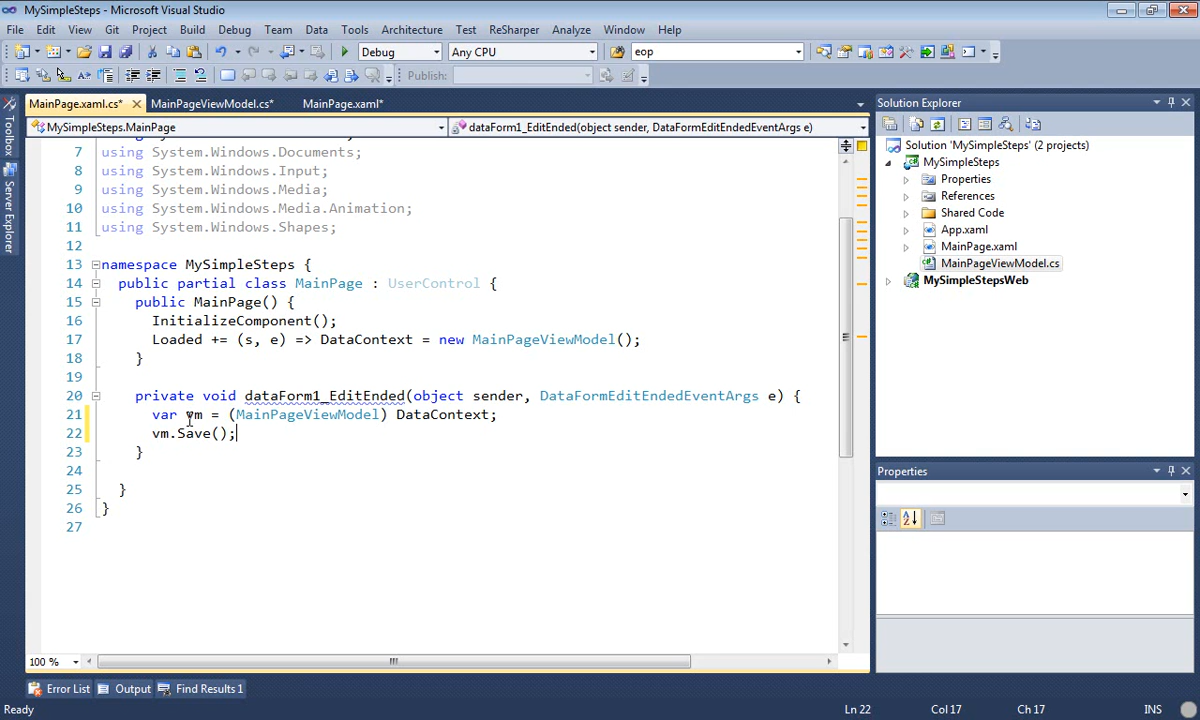 MySimpleSteps - Microsoft Visual Studio
File Edit View Git Project Build Debug Team Data Tools Architecture Test ReSharper Analyze Window Help
Debug Any CPU eop
Publish:
MainPage.xaml.cs* MainPageViewModel.cs* MainPage.xaml*
MySimpleSteps.MainPage dataForm1_EditEnded(object sender, DataFormEditEndedEventArgs e)
7 using System.Windows.Documents;
8 using System.Windows.Input;
9 using System.Windows.Media;
10 using System.Windows.Media.Animation;
11 using System.Windows.Shapes;
12
13 namespace MySimpleSteps {
14 public partial class MainPage : UserControl {
15 public MainPage() {
16 InitializeComponent();
17 Loaded += (s, e) => DataContext = new MainPageViewModel();
18 }
19
20 private void dataForm1_EditEnded(object sender, DataFormEditEndedEventArgs e) {
21 var vm = (MainPageViewModel) DataContext;
22 vm.Save();
23 }
24
25 }
26 }
27
100 %
Toolbox
Server Explorer
Solution Explorer
Solution 'MySimpleSteps' (2 projects)
MySimpleSteps
Properties
References
Shared Code
App.xaml
MainPage.xaml
MainPageViewModel.cs
MySimpleStepsWeb
Properties
Error List Output Find Results 1
Ready Ln 22 Col 17 Ch 17 INS